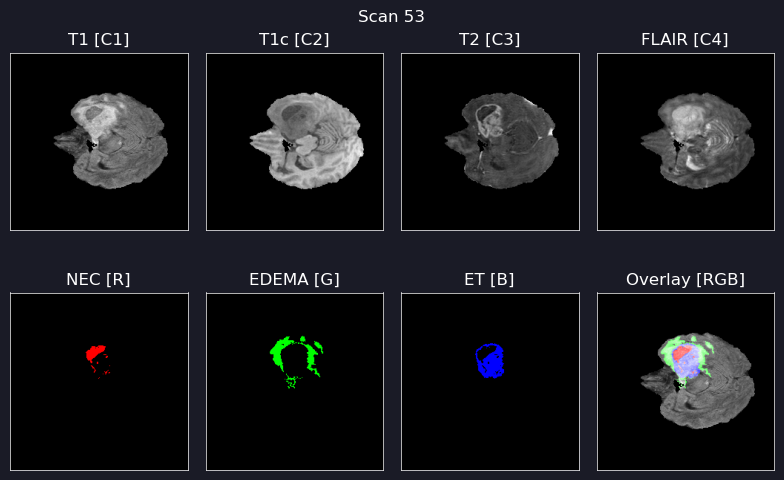 Scan 53
T1 [C1]
T1c [C2]
T2 [C3]
FLAIR [C4]
NEC [R]
EDEMA [G]
ET [B]
Overlay [RGB]